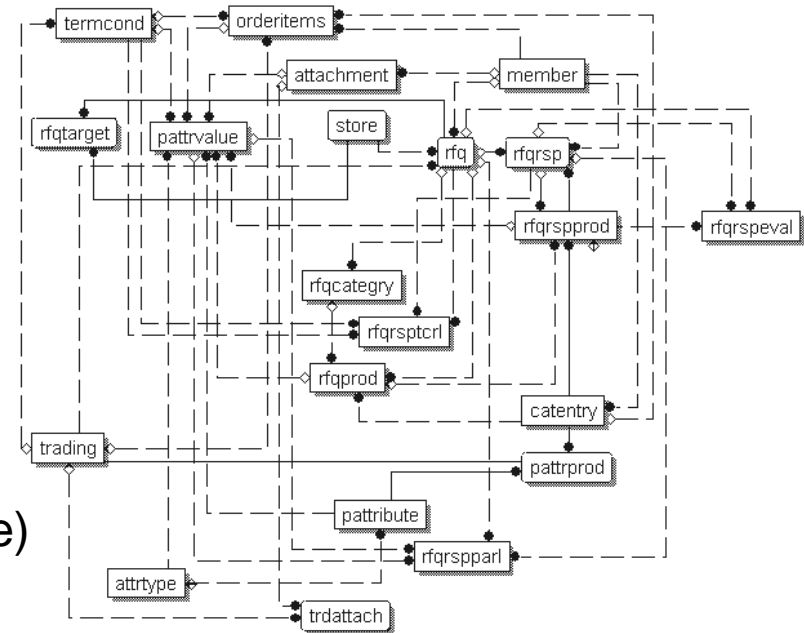 termcond
orderitems
attachment
member
rfqtarget
pattrvalue
store
rfq
rfqrsp
rfqrspprod
rfqrspeval
rfqcategry
rfqrsptcrl
rfqprod
catentry
trading
pattrprod
pattribute
e)
rfqrspparl
attrtype
trdattach